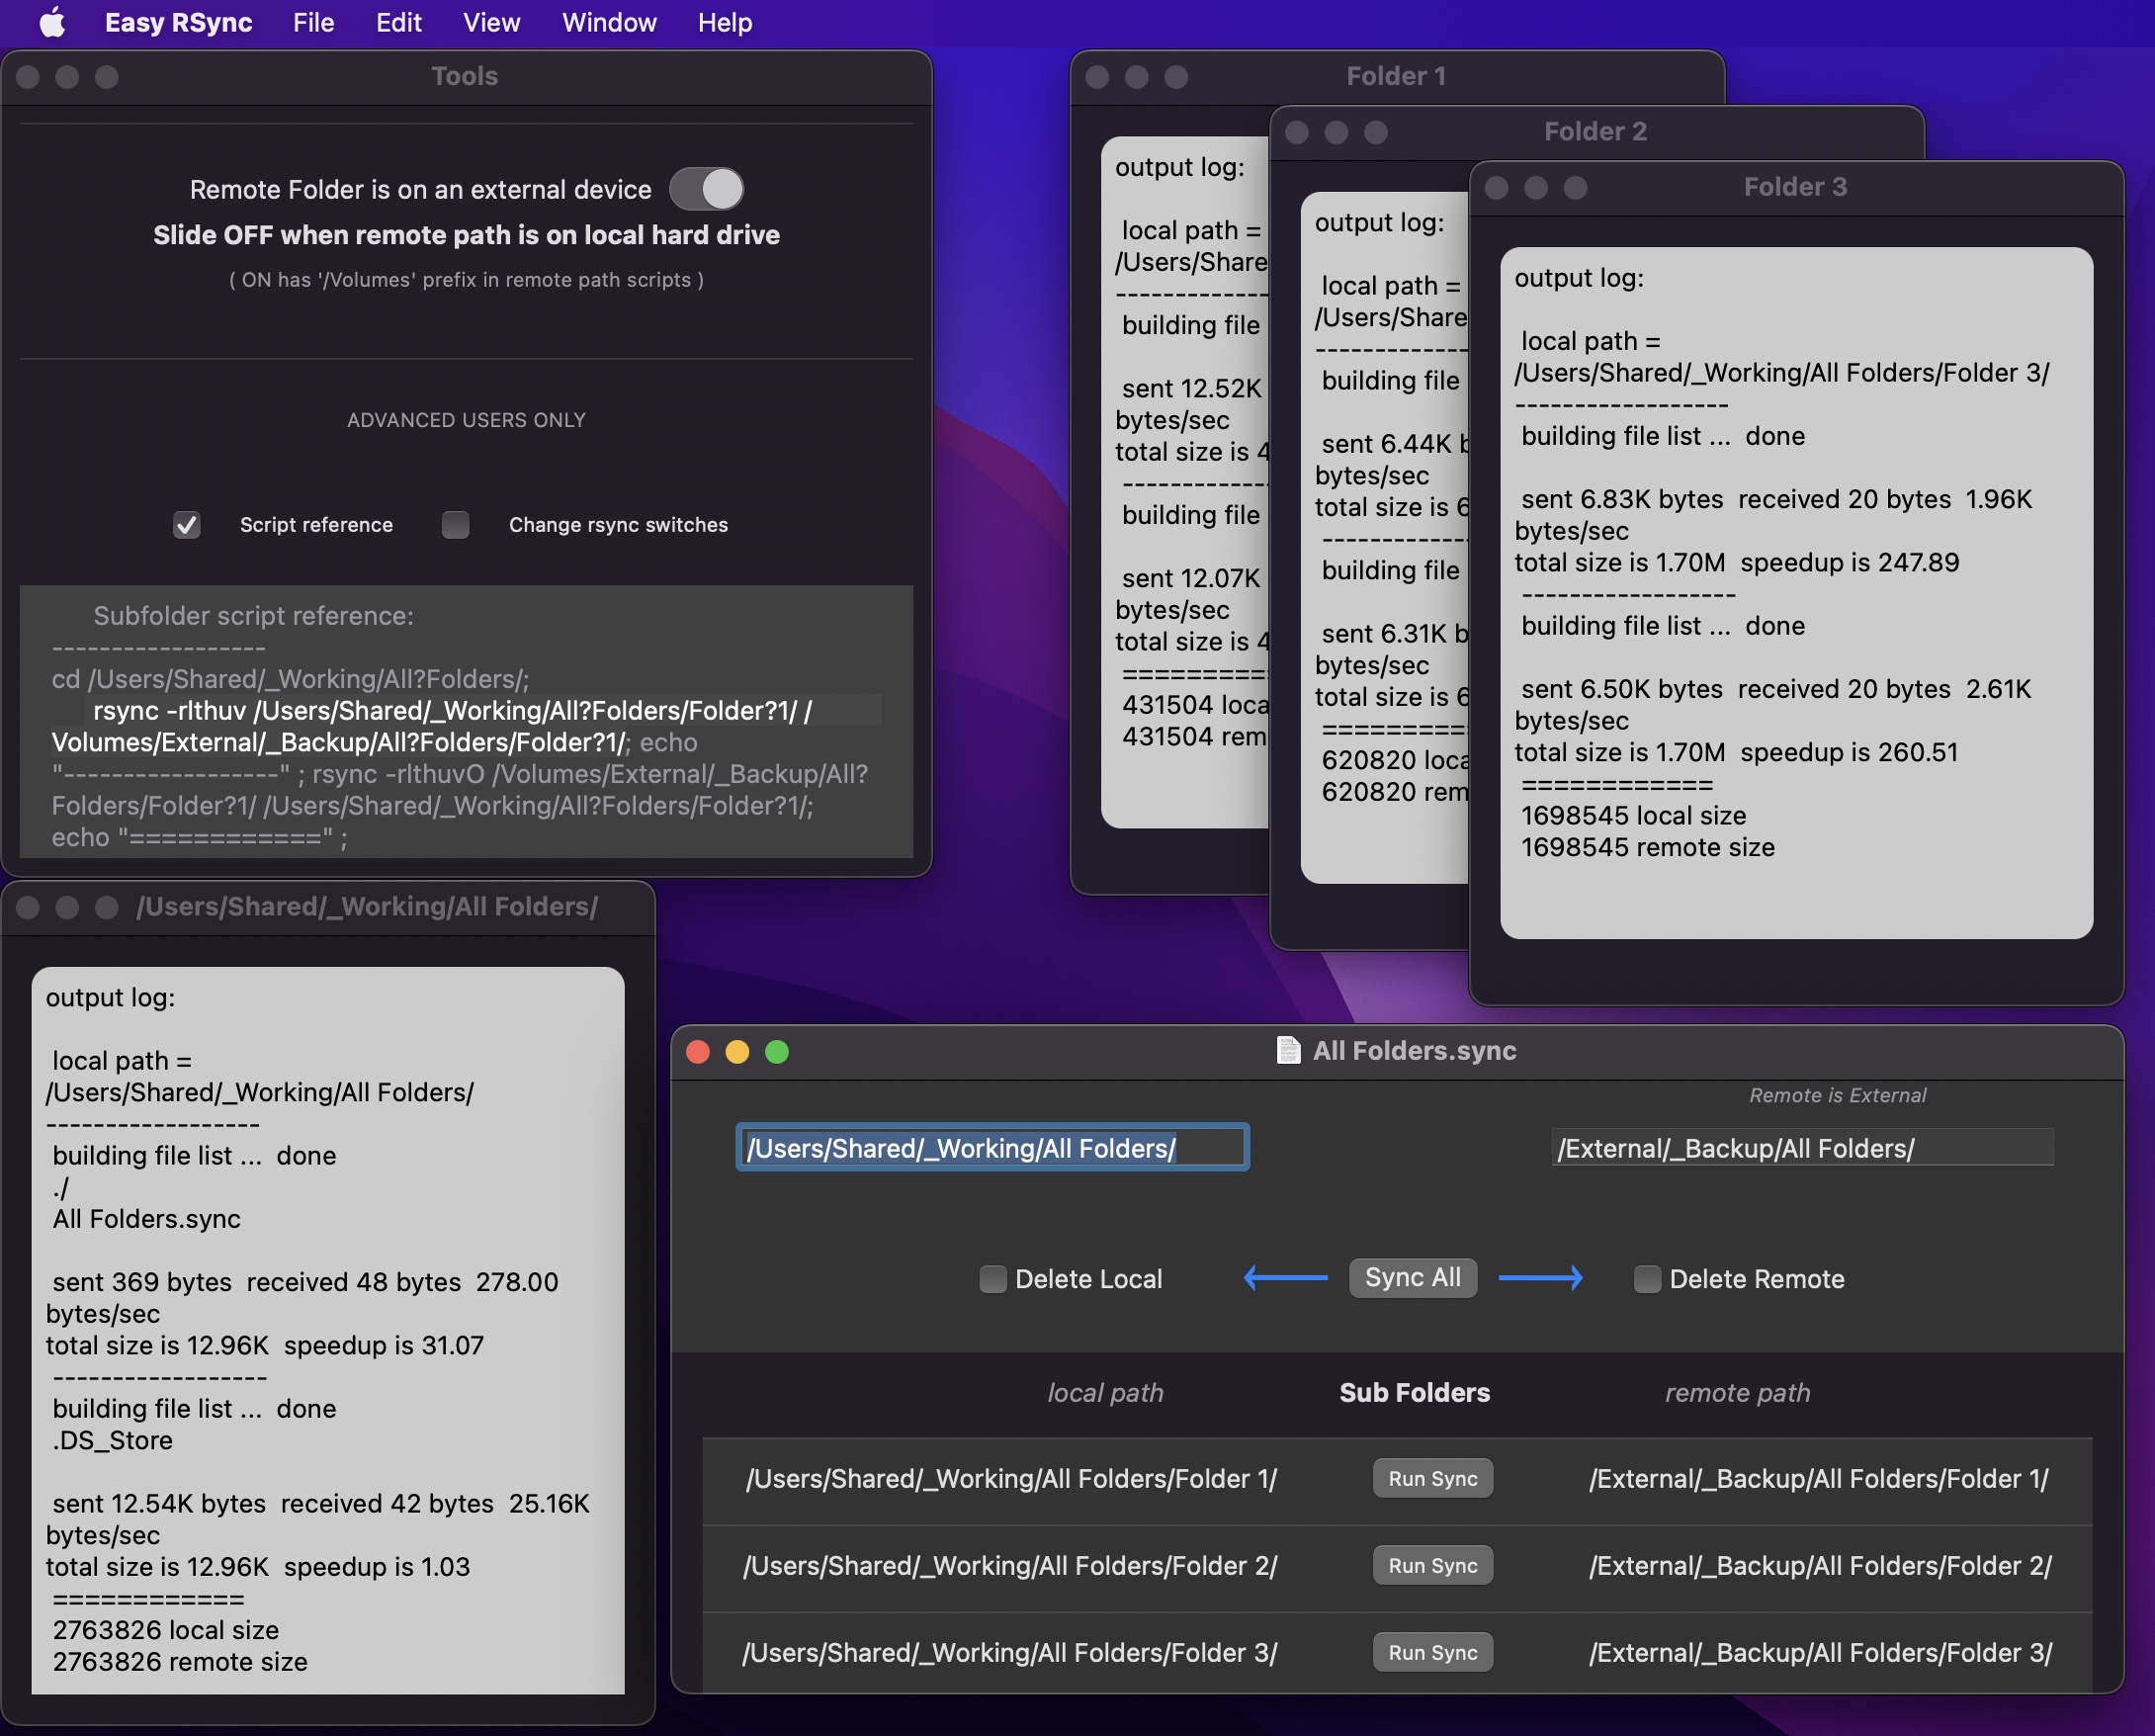 Easy RSync File Edit View Window Help
Tools
Remote Folder is on an external device
Slide OFF when remote path is on local hard drive
( ON has '/Volumes' prefix in remote path scripts )
ADVANCED USERS ONLY
Script reference Change rsync switches
Subfolder script reference:
------------------
cd /Users/Shared/_Working/All?Folders/;
rsync -rlthuv /Users/Shared/_Working/All?Folders/Folder?1/ /
Volumes/External/_Backup/All?Folders/Folder?1/; echo
"------------------" ; rsync -rlthuvO /Volumes/External/_Backup/All?
Folders/Folder?1/ /Users/Shared/_Working/All?Folders/Folder?1/;
echo "============" ;
Folder 1
output log:
local path =
/Users/Share
-------------
building file
sent 12.52K
bytes/sec
total size is 4
-------------
building file
sent 12.07K
bytes/sec
total size is 4
=========
431504 loca
431504 rem
Folder 2
output log:
local path =
/Users/Share
-------------
building file
sent 6.44K b
bytes/sec
total size is 6
-------------
building file
sent 6.31K b
bytes/sec
total size is 6
=========
620820 loca
620820 rem
Folder 3
output log:
local path =
/Users/Shared/_Working/All Folders/Folder 3/
------------------
building file list ... done
sent 6.83K bytes received 20 bytes 1.96K
bytes/sec
total size is 1.70M speedup is 247.89
------------------
building file list ... done
sent 6.50K bytes received 20 bytes 2.61K
bytes/sec
total size is 1.70M speedup is 260.51
============
1698545 local size
1698545 remote size
/Users/Shared/_Working/All Folders/
output log:
local path =
/Users/Shared/_Working/All Folders/
------------------
building file list ... done
./
All Folders.sync
sent 369 bytes received 48 bytes 278.00
bytes/sec
total size is 12.96K speedup is 31.07
------------------
building file list ... done
.DS_Store
sent 12.54K bytes received 42 bytes 25.16K
bytes/sec
total size is 12.96K speedup is 1.03
============
2763826 local size
2763826 remote size
All Folders.sync
Remote is External
/Users/Shared/_Working/All Folders/ /External/_Backup/All Folders/
Delete Local Sync All Delete Remote
local path Sub Folders remote path
/Users/Shared/_Working/All Folders/Folder 1/ Run Sync /External/_Backup/All Folders/Folder 1/
/Users/Shared/_Working/All Folders/Folder 2/ Run Sync /External/_Backup/All Folders/Folder 2/
/Users/Shared/_Working/All Folders/Folder 3/ Run Sync /External/_Backup/All Folders/Folder 3/